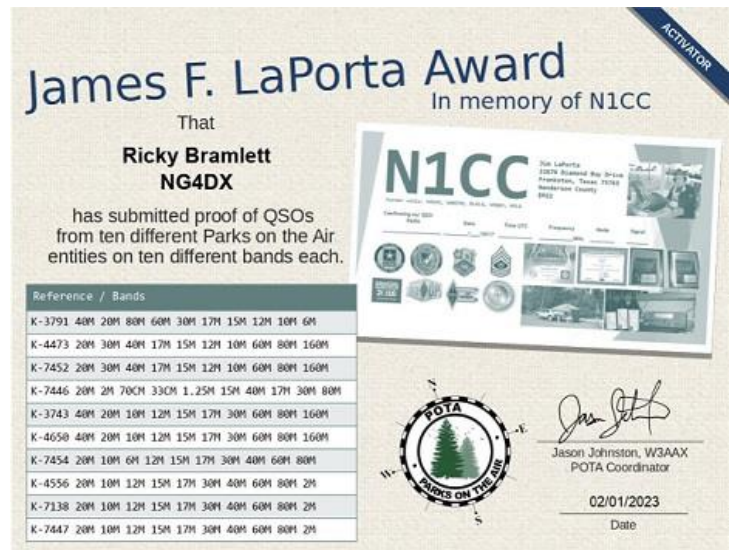 ACTIVATOR
James F. LaPorta Award
In memory of N1CC
That
Ricky Bramlett
NG4DX
has submitted proof of QSOs
from ten different Parks on the Air
entities on ten different bands each.
N1CC
Jim LaPorta
Frankston, Texas
Henderson County
Reference / Bands
K-3791 40M 20M 80M 60M 30M 17M 15M 12M 10M 6M
K-4473 20M 30M 40M 17M 15M 12M 10M 60M 80M 160M
K-7452 20M 30M 40M 17M 15M 12M 10M 60M 80M 160M
K-7446 20M 2M 70CM 33CM 1.25M 15M 40M 17M 30M 80M
K-3743 40M 20M 10M 12M 15M 17M 30M 60M 80M 160M
K-4650 40M 20M 10M 12M 15M 17M 30M 60M 80M 160M
K-7454 20M 10M 6M 12M 15M 17M 30M 40M 60M 80M
K-4556 20M 10M 12M 15M 17M 30M 40M 60M 80M 2M
K-7138 20M 10M 12M 15M 17M 30M 40M 60M 80M 2M
K-7447 20M 10M 12M 15M 17M 30M 40M 60M 80M 2M
N
E
S
W
POTA
PARKS ON THE AIR
Jason Johnston, W3AAX
POTA Coordinator
02/01/2023
Date